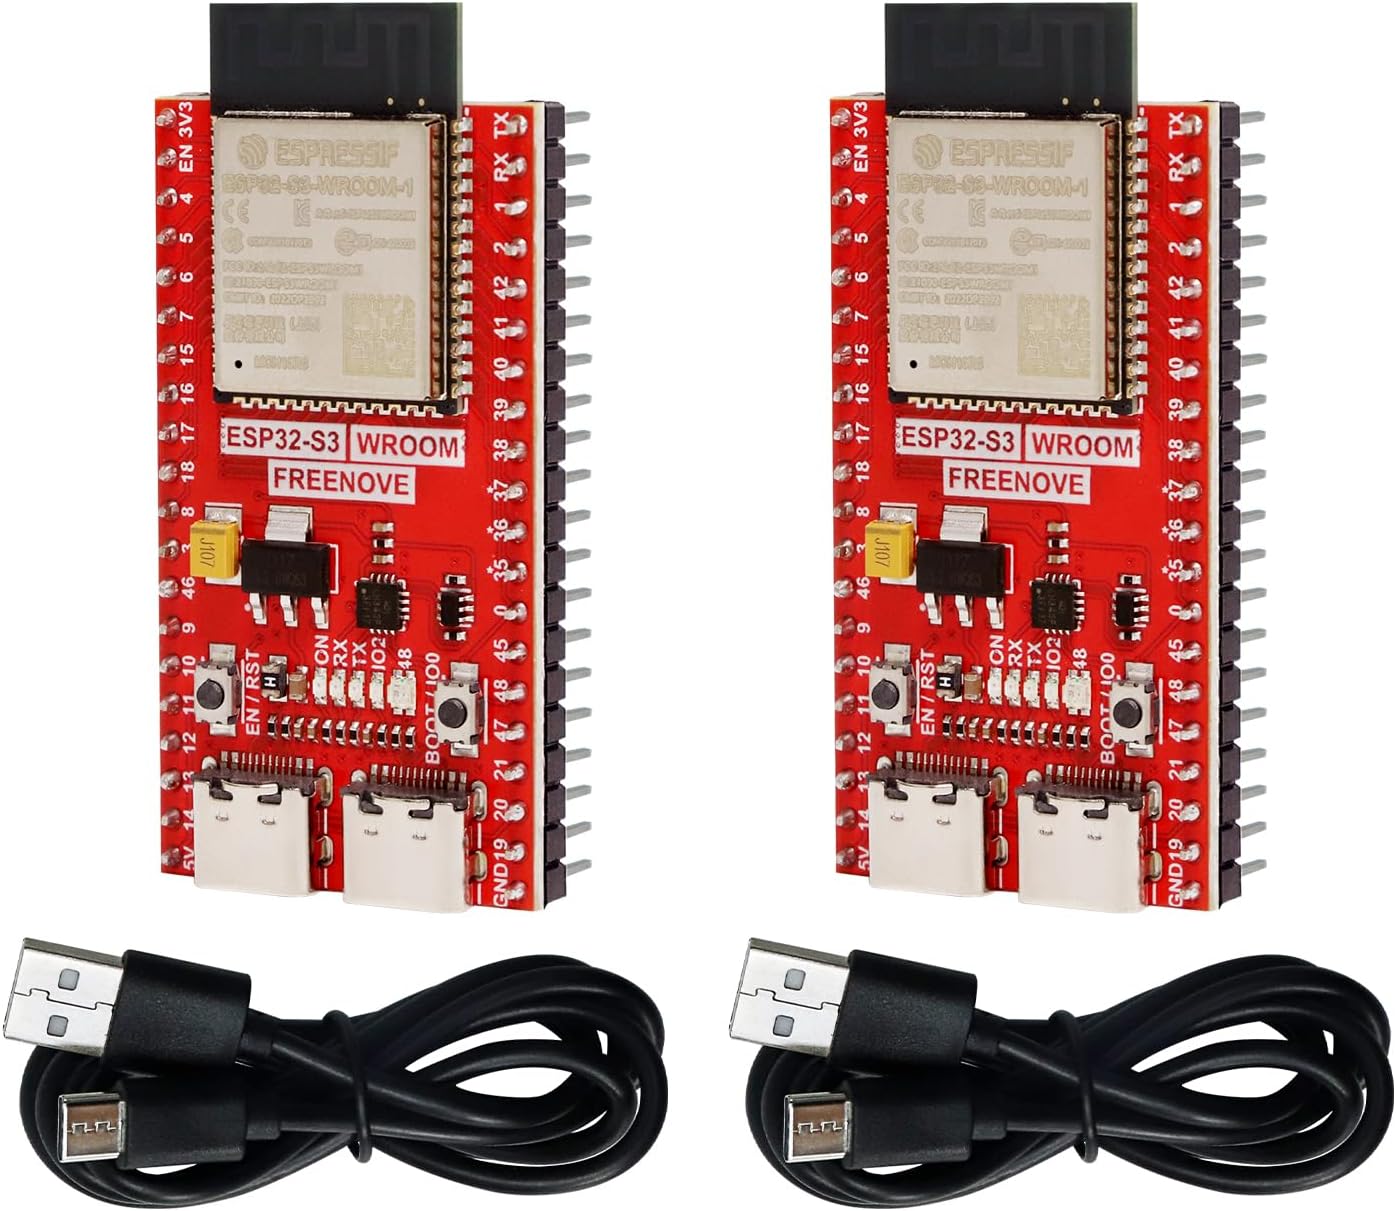 ESPRESSIF
ESP32-S3-WROOM-1
CE
3V3
EN
4
5
6
7
15
16
17
18
8
3
46
9
10
11
12
13
14
5V
TX
RX
1
2
42
41
40
39
38
*37
*36
*35
0
45
48
47
21
20
19
GND
ESP32-S3 WROOM
FREENOVE
J107
ON
RX
TX
IO2
48
EN / RST
BOOT / IO0
ESPRESSIF
ESP32-S3-WROOM-1
CE
3V3
EN
4
5
6
7
15
16
17
18
8
3
46
9
10
11
12
13
14
5V
TX
RX
1
2
42
41
40
39
38
*37
*36
*35
0
45
48
47
21
20
19
GND
ESP32-S3 WROOM
FREENOVE
J107
ON
RX
TX
IO2
48
EN / RST
BOOT / IO0